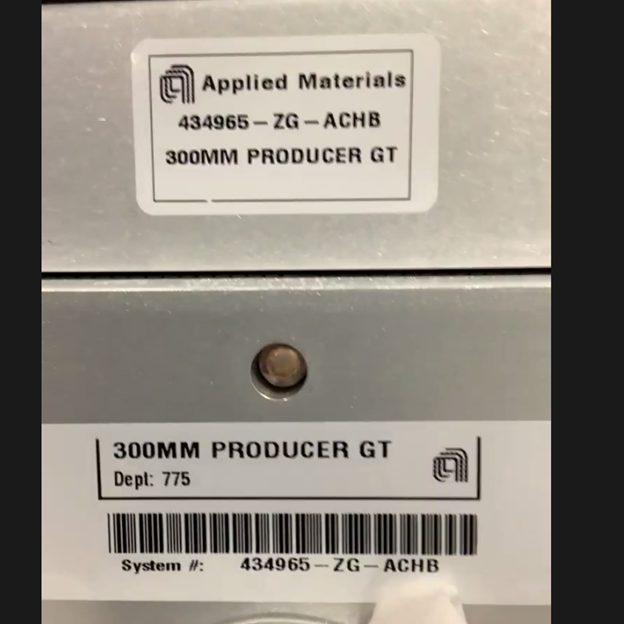 Applied Materials
434965-ZG-ACHB
300MM PRODUCER GT
300MM PRODUCER GT
Dept: 775
System #: 434965-ZG-ACHB